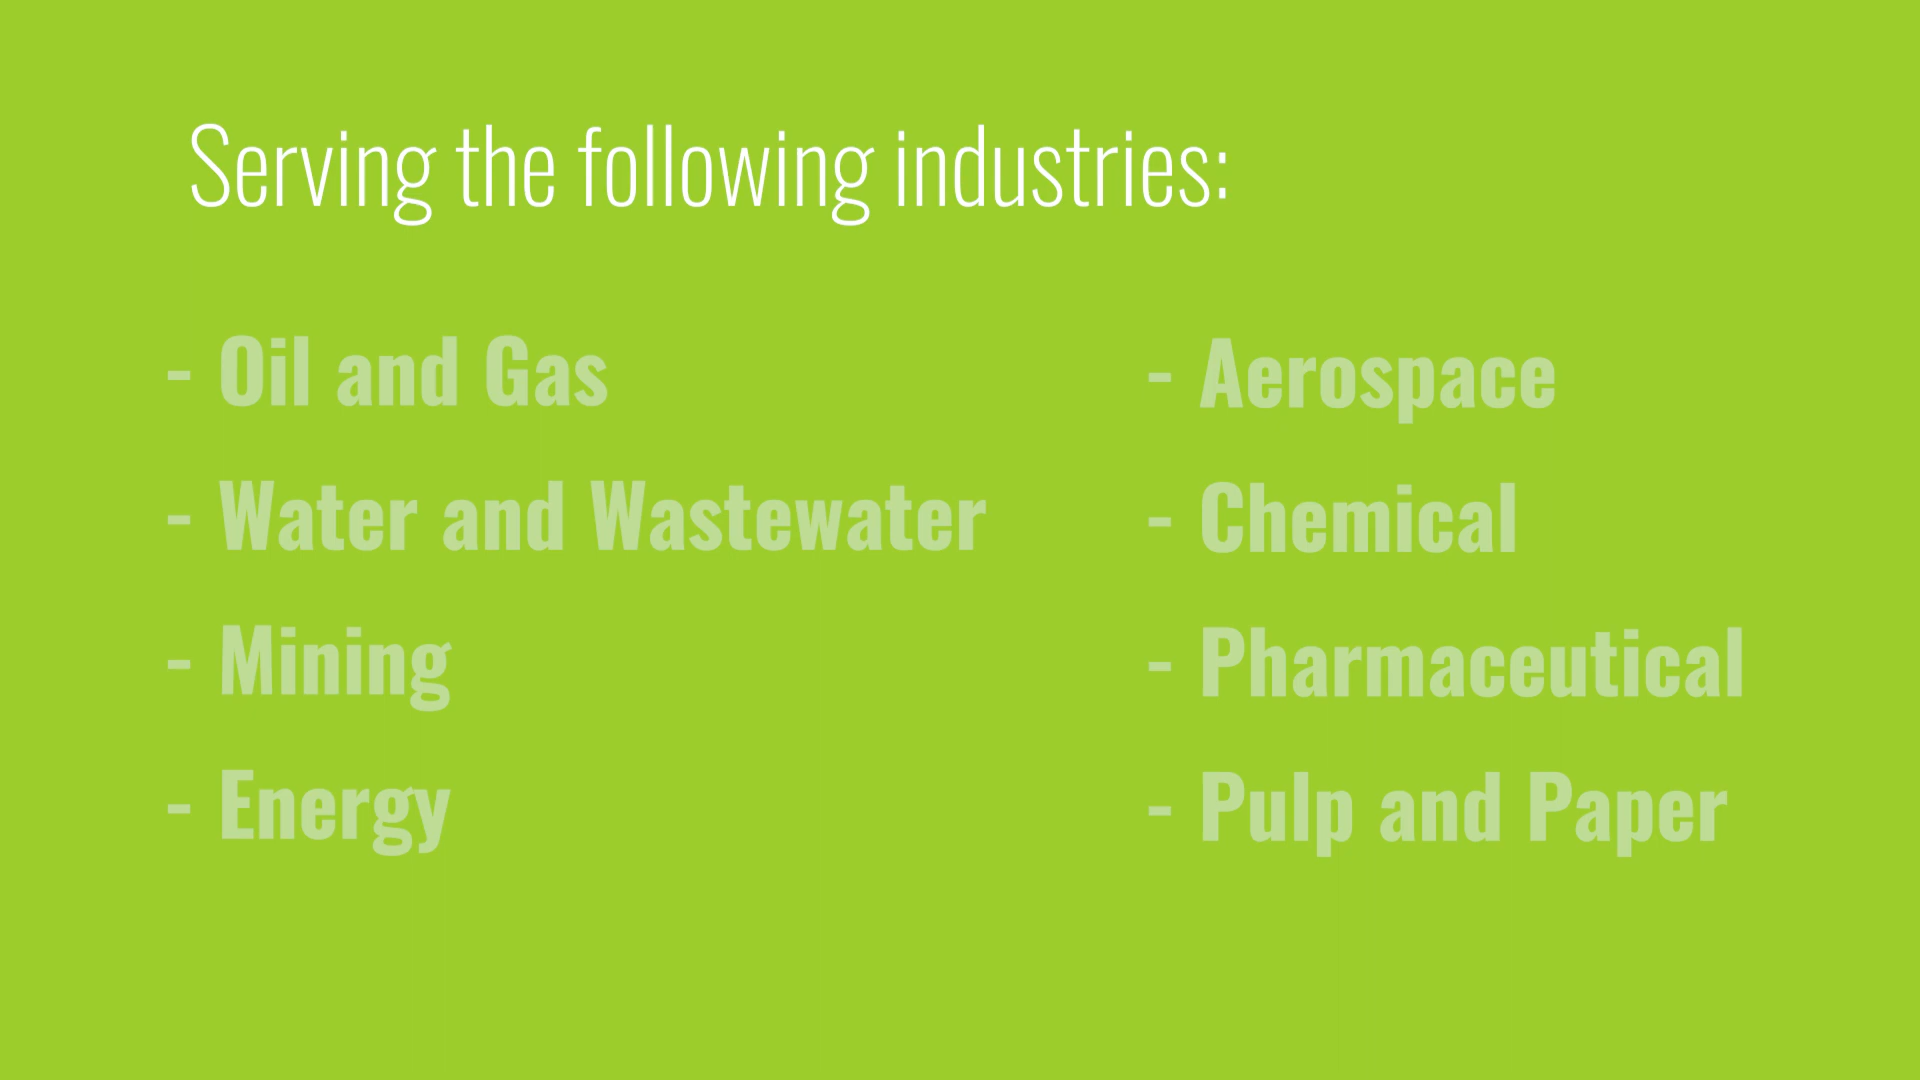 Serving the following industries:
- Oil and Gas
- Water and Wastewater
- Mining
- Energy
- Aerospace
- Chemical
- Pharmaceutical
- Pulp and Paper